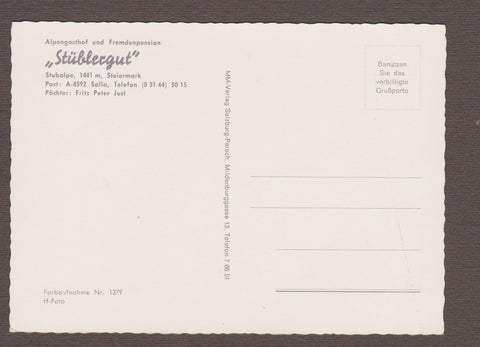 Alpengasthof und Fremdenpension
„Stüblergut"
Stubalpe, 1441 m, Steiermark
Post: A-8592 Salla, Telefon (0 31 44) 50 15
Pächter: Fritz Peter Just
Farbaufnahme Nr. 1379
ff-Foto
MM-Verlag Salzburg-Parsch, Mildenburggasse 13, Telefon 2 05 51
Benützen
Sie das
verbilligte
Grußporto